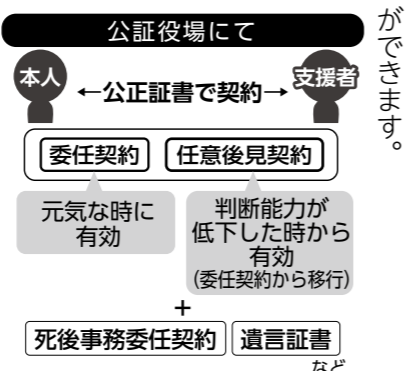 ができます。
公証役場にて
本人
←公正証書で契約→
支援者
委任契約
任意後見契約
元気な時に
有効
判断能力が
低下した時から
有効
(委任契約から移行)
+
死後事務委任契約
遺言証書
など